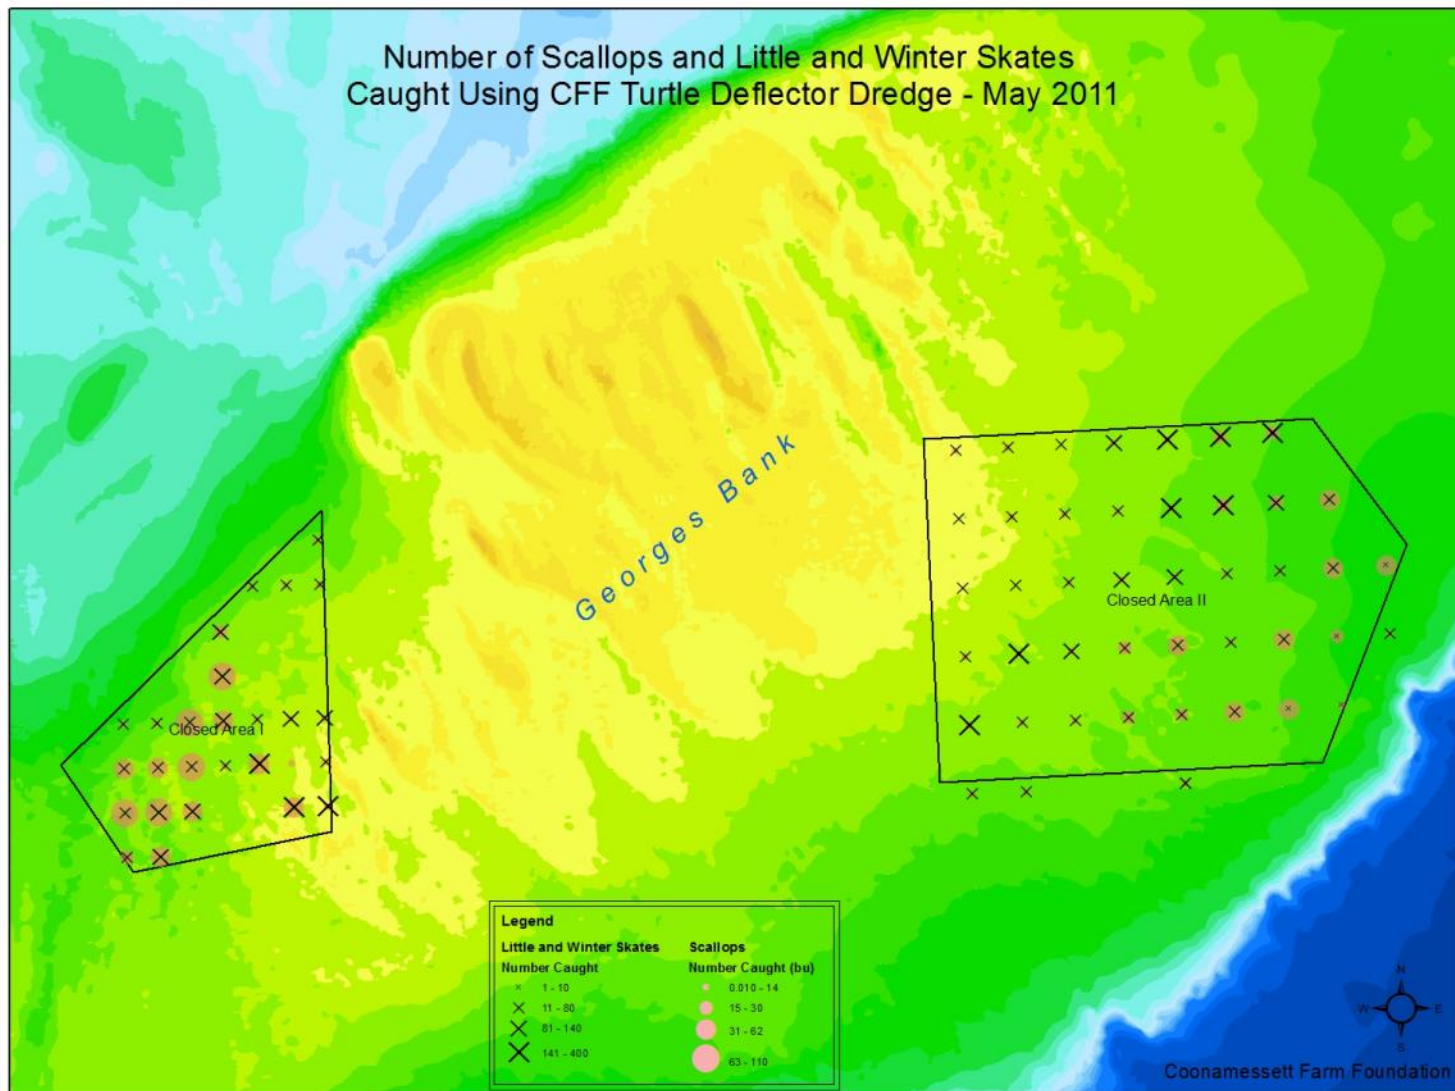 Number of Scallops and Little and Winter Skates
Caught Using CFF Turtle Deflector Dredge - May 2011
Georges Bank
Closed Area II
Closed Area I
Legend
Little and Winter Skates
Number Caught
1 - 10
11 - 80
81 - 140
141 - 400
Scallops
Number Caught (bu)
0.010 - 14
15 - 30
31 - 62
63 - 110
N
W
E
S
Coonamessett Farm Foundation